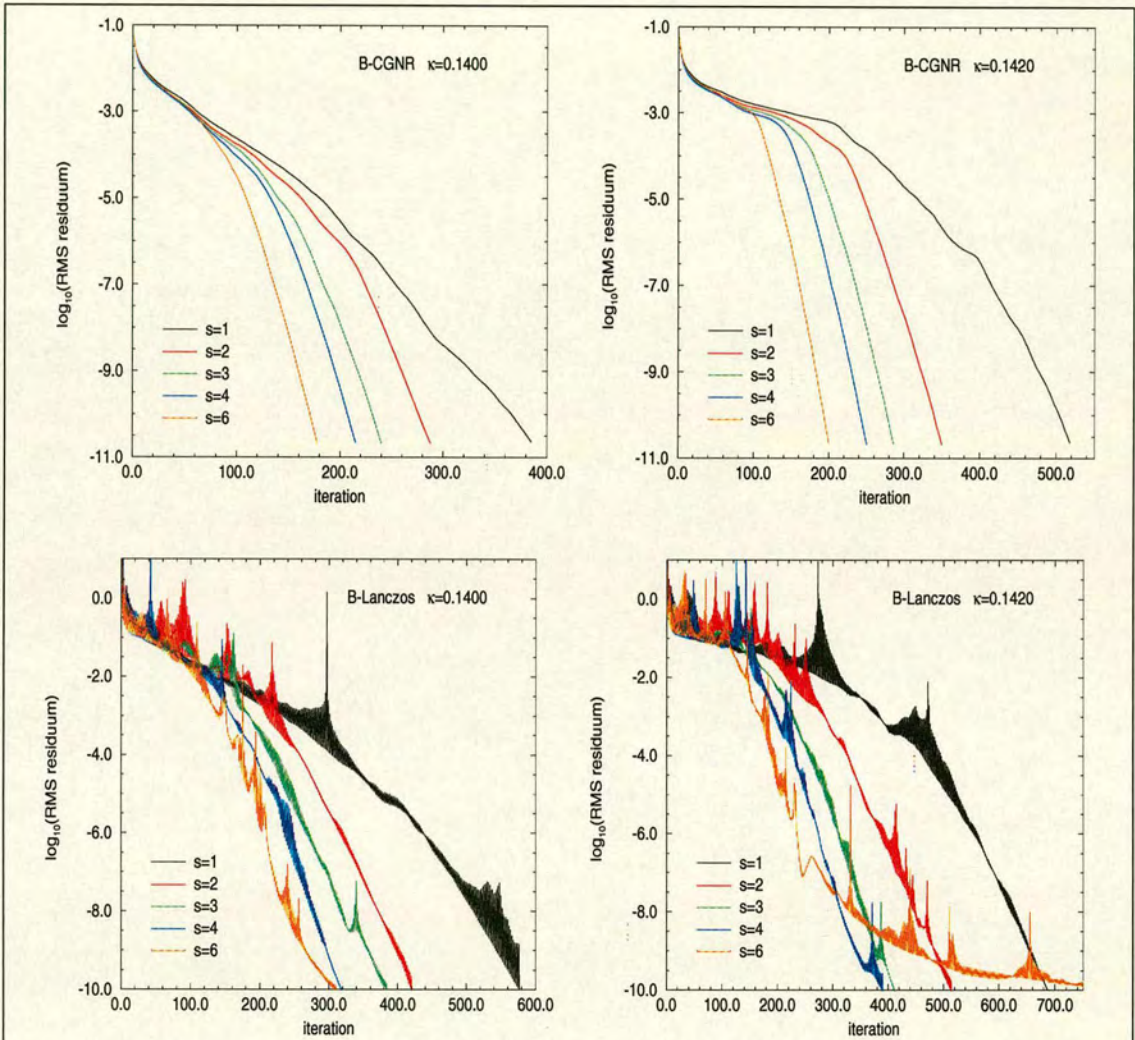 B-CGNR κ=0.1400
log₁₀(RMS residuum)
-1.0
-3.0
-5.0
-7.0
-9.0
-11.0
s=1
s=2
s=3
s=4
s=6
0.0 100.0 200.0 300.0 400.0
iteration
B-CGNR κ=0.1420
log₁₀(RMS residuum)
-1.0
-3.0
-5.0
-7.0
-9.0
-11.0
s=1
s=2
s=3
s=4
s=6
0.0 100.0 200.0 300.0 400.0 500.0
iteration
B-Lanczos κ=0.1400
log₁₀(RMS residuum)
0.0
-2.0
-4.0
-6.0
-8.0
-10.0
s=1
s=2
s=3
s=4
s=6
0.0 100.0 200.0 300.0 400.0 500.0 600.0
iteration
B-Lanczos κ=0.1420
log₁₀(RMS residuum)
0.0
-2.0
-4.0
-6.0
-8.0
-10.0
s=1
s=2
s=3
s=4
s=6
0.0 100.0 200.0 300.0 400.0 500.0 600.0 700.0
iteration